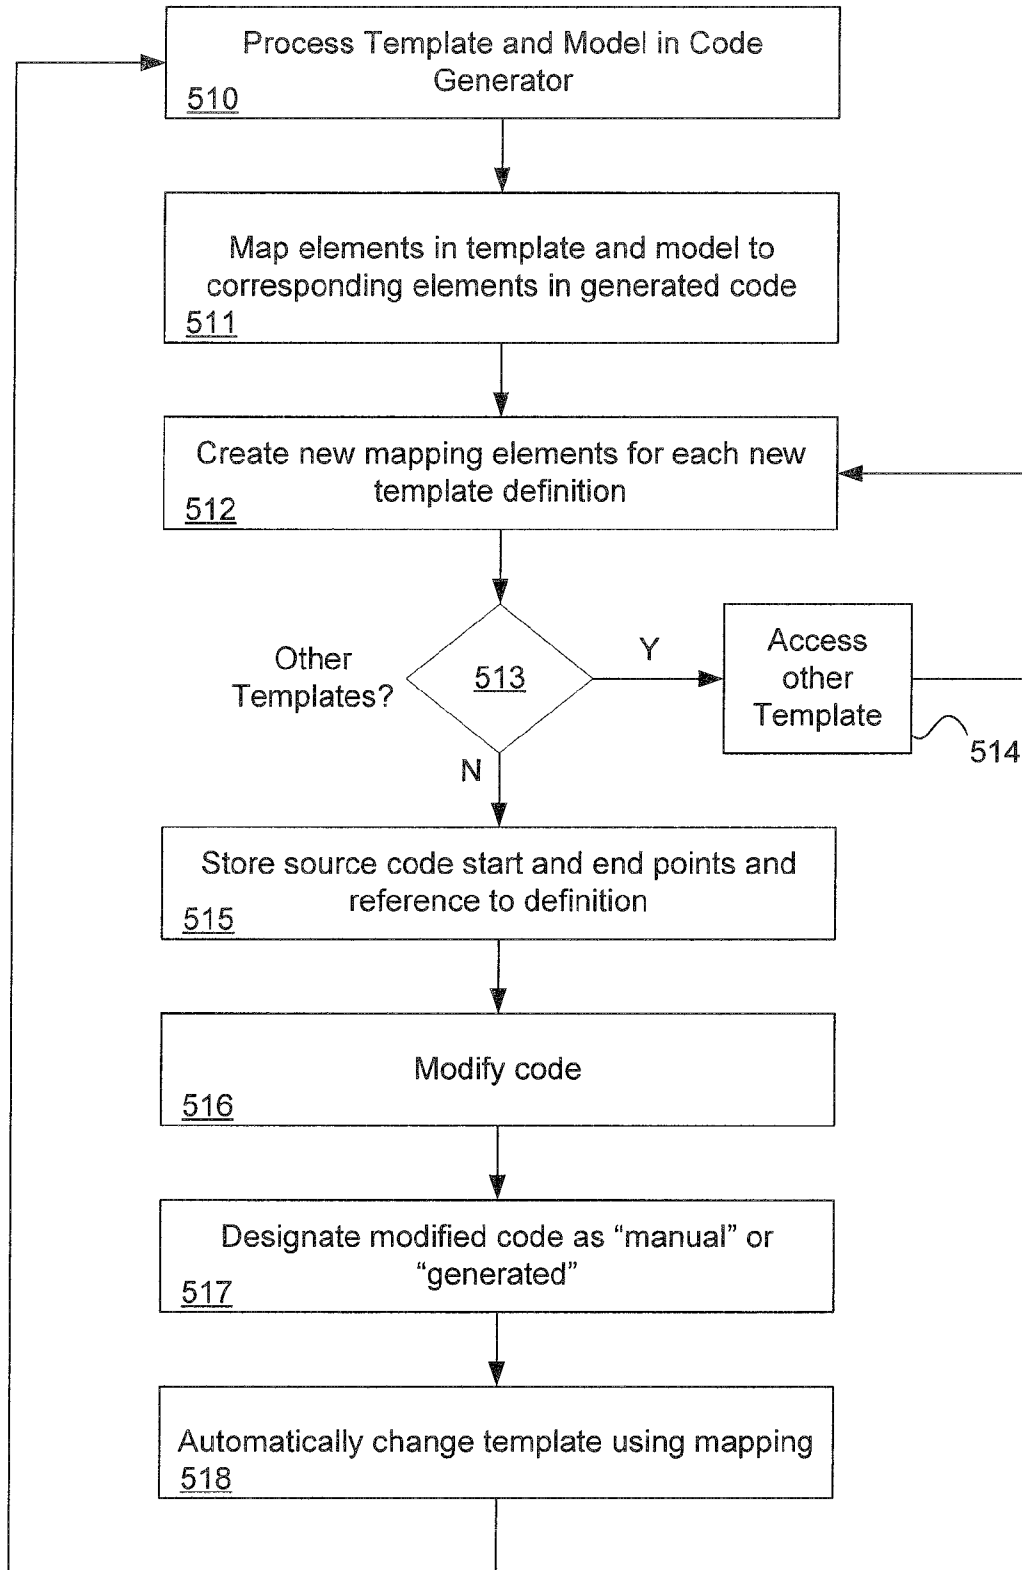 Process Template and Model in Code
Generator
510
Map elements in template and model to
corresponding elements in generated code
511
Create new mapping elements for each new
template definition
512
Other
Templates?
513
Y
Access
other
Template
514
N
Store source code start and end points and
reference to definition
515
Modify code
516
Designate modified code as “manual” or
“generated”
517
Automatically change template using mapping
518